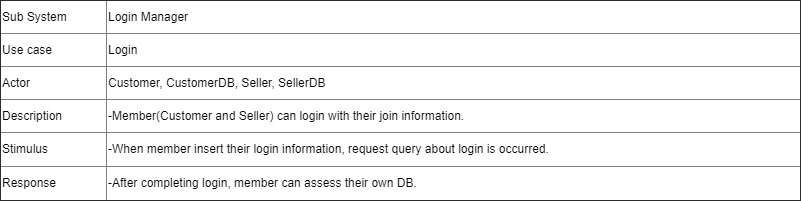 Sub System Login Manager
Use case Login
Actor Customer, CustomerDB, Seller, SellerDB
Description -Member(Customer and Seller) can login with their join information.
Stimulus -When member insert their login information, request query about login is occurred.
Response -After completing login, member can assess their own DB.